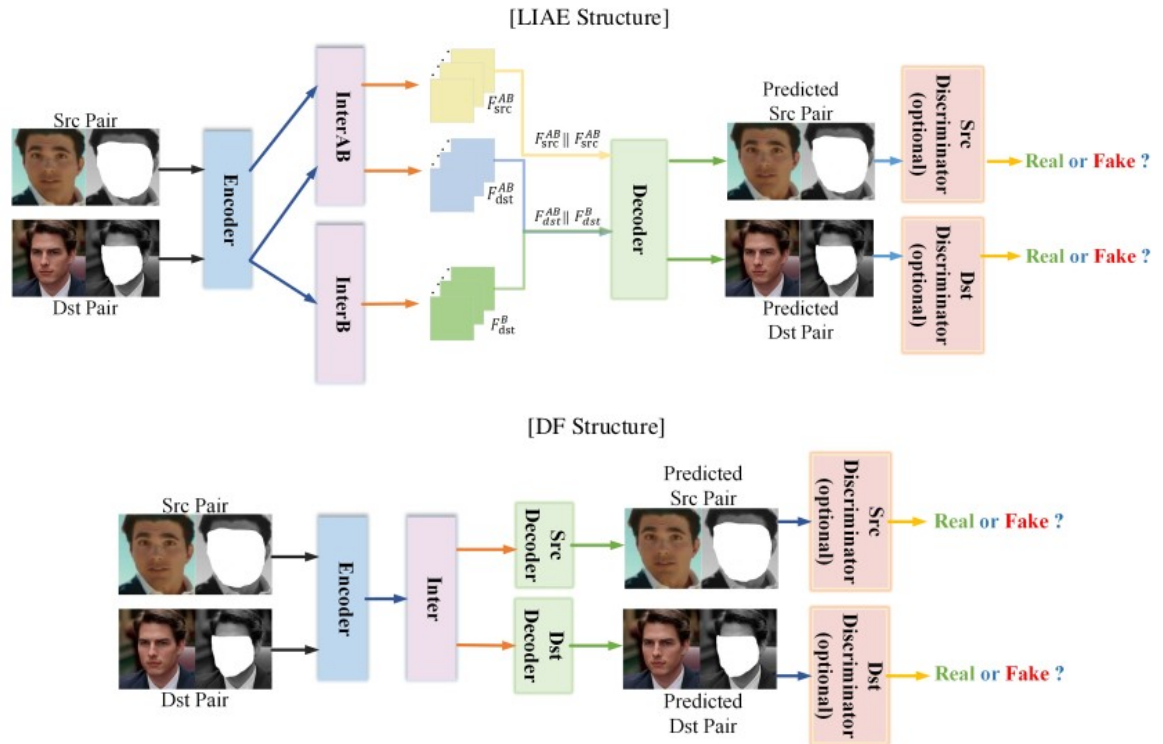 [LIAE Structure]
Src Pair
Dst Pair
Encoder
InterAB
InterB
F_src^AB
F_dst^AB
F_dst^B
F_src^AB || F_src^AB
F_dst^AB || F_dst^B
Decoder
Predicted
Src Pair
Predicted
Dst Pair
Src
Discriminator
(optional)
Dst
Discriminator
(optional)
Real or Fake ?
Real or Fake ?
[DF Structure]
Src Pair
Dst Pair
Encoder
Inter
Src
Decoder
Dst
Decoder
Predicted
Src Pair
Predicted
Dst Pair
Src
Discriminator
(optional)
Dst
Discriminator
(optional)
Real or Fake ?
Real or Fake ?